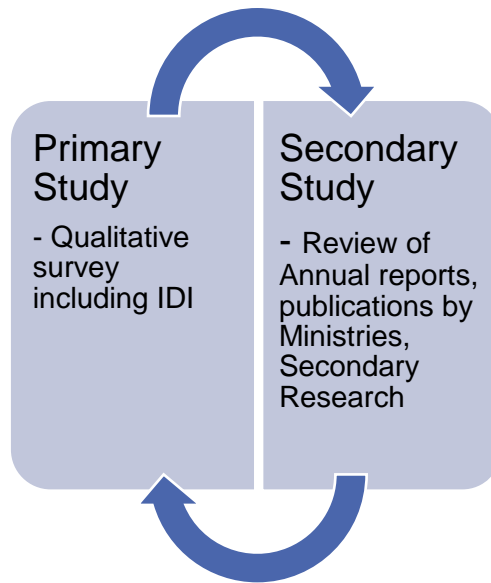 Primary
Study
- Qualitative
survey
including IDI
Secondary
Study
- Review of
Annual reports,
publications by
Ministries,
Secondary
Research